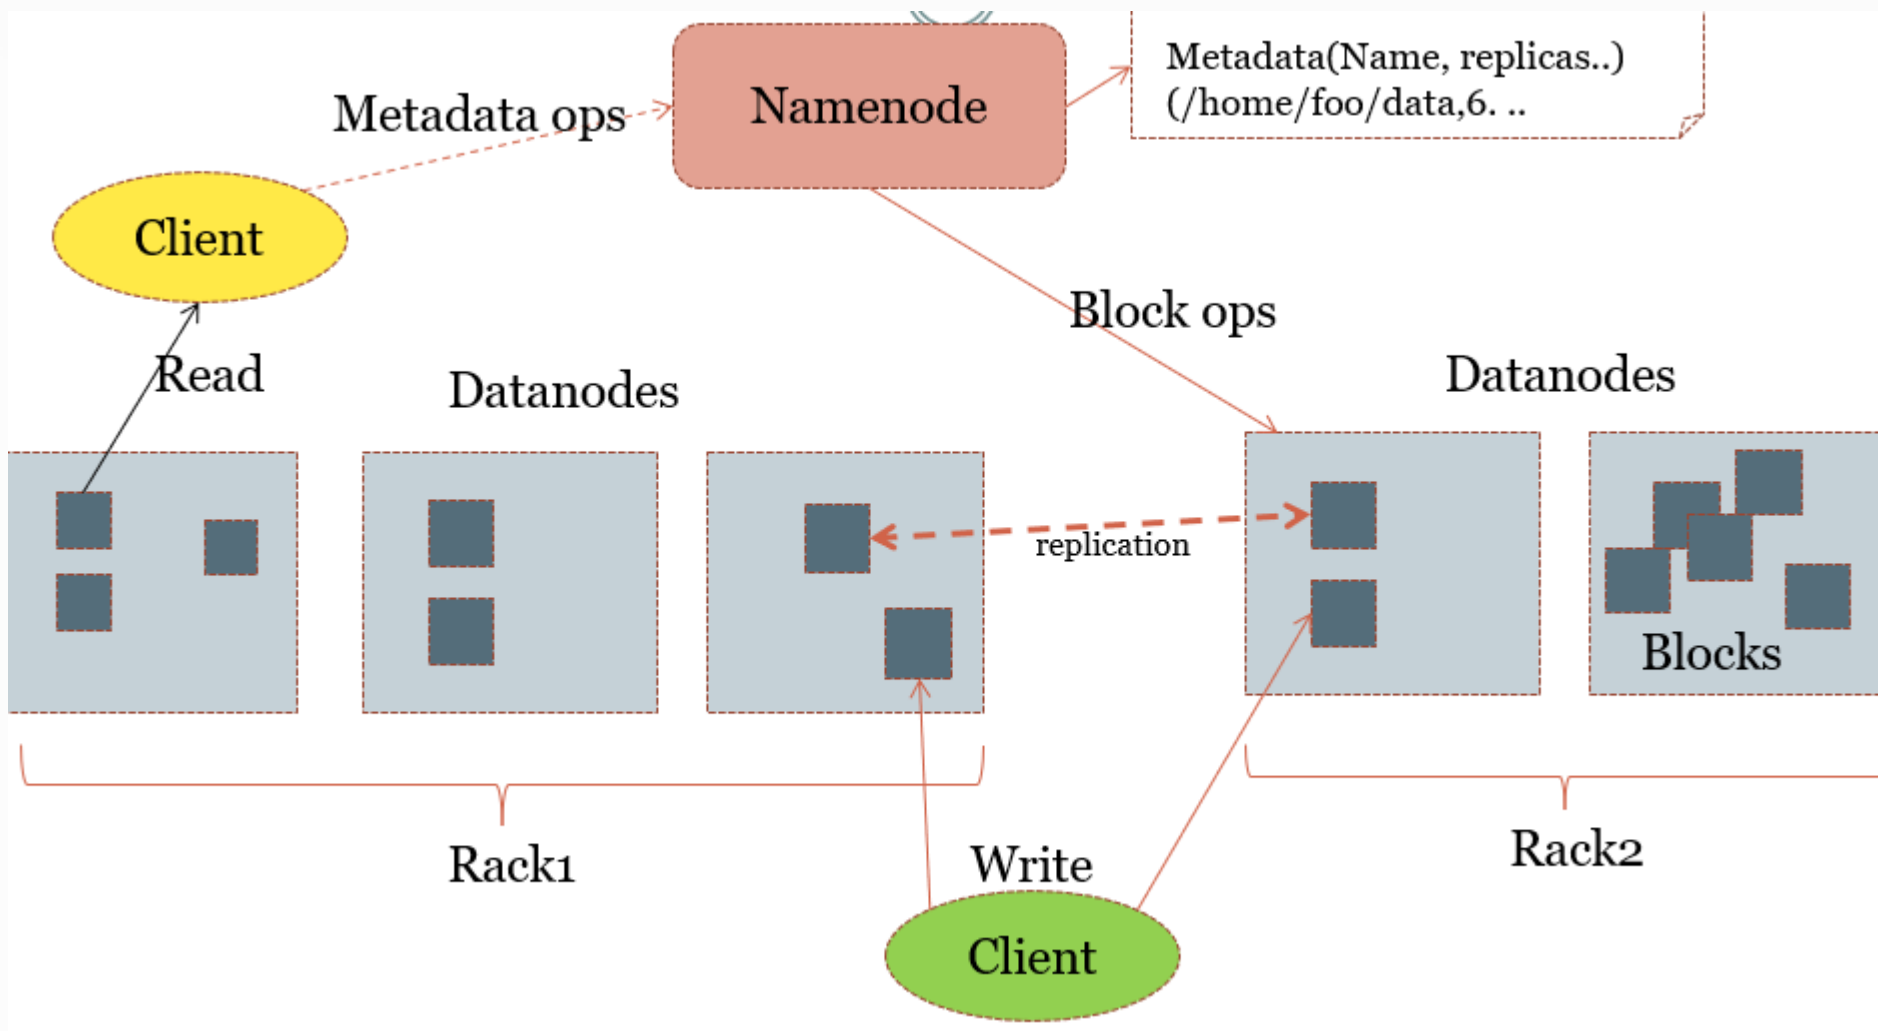 Metadata(Name, replicas..)
(/home/foo/data,6. ..
Namenode
Metadata ops
Client
Block ops
Read
Datanodes
Datanodes
replication
Blocks
Rack1
Write
Rack2
Client